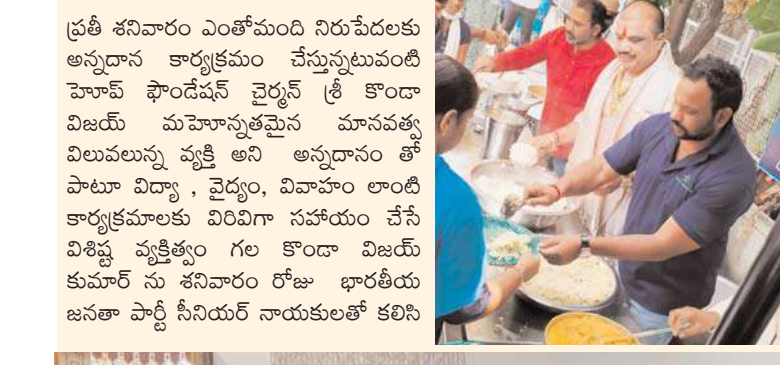 ప్రతీ శనివారం ఎంతోమంది నిరుపేదలకు
అన్నదాన కార్యక్రమం చేస్తున్నటువంటి
హెూప్ ఫౌండేషన్ చైర్మన్ శ్రీ కొండా
విజయ్ మహెూన్నతమైన మానవత్వ
విలువలున్న వ్యక్తి అని అన్నదానం తో
పాటూ విద్యా , వైద్యం, వివాహం లాంటి
కార్యక్రమాలకు విరివిగా సహాయం చేసే
విశిష్ట వ్యక్తిత్వం గల కొండా విజయ్
కుమార్ ను శనివారం రోజు భారతీయ
జనతా పార్టీ సీనియర్ నాయకులతో కలిసి